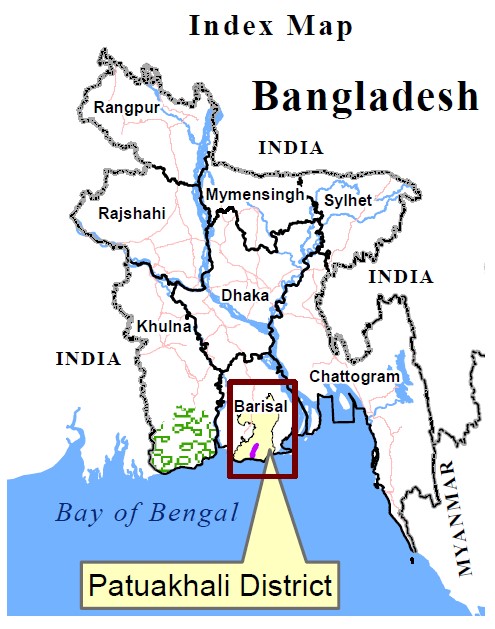 Index Map
Bangladesh
Rangpur
INDIA
Mymensingh
Sylhet
Rajshahi
INDIA
Dhaka
Khulna
INDIA
Chattogram
Barisal
MYANMAR
Bay of Bengal
Patuakhali District